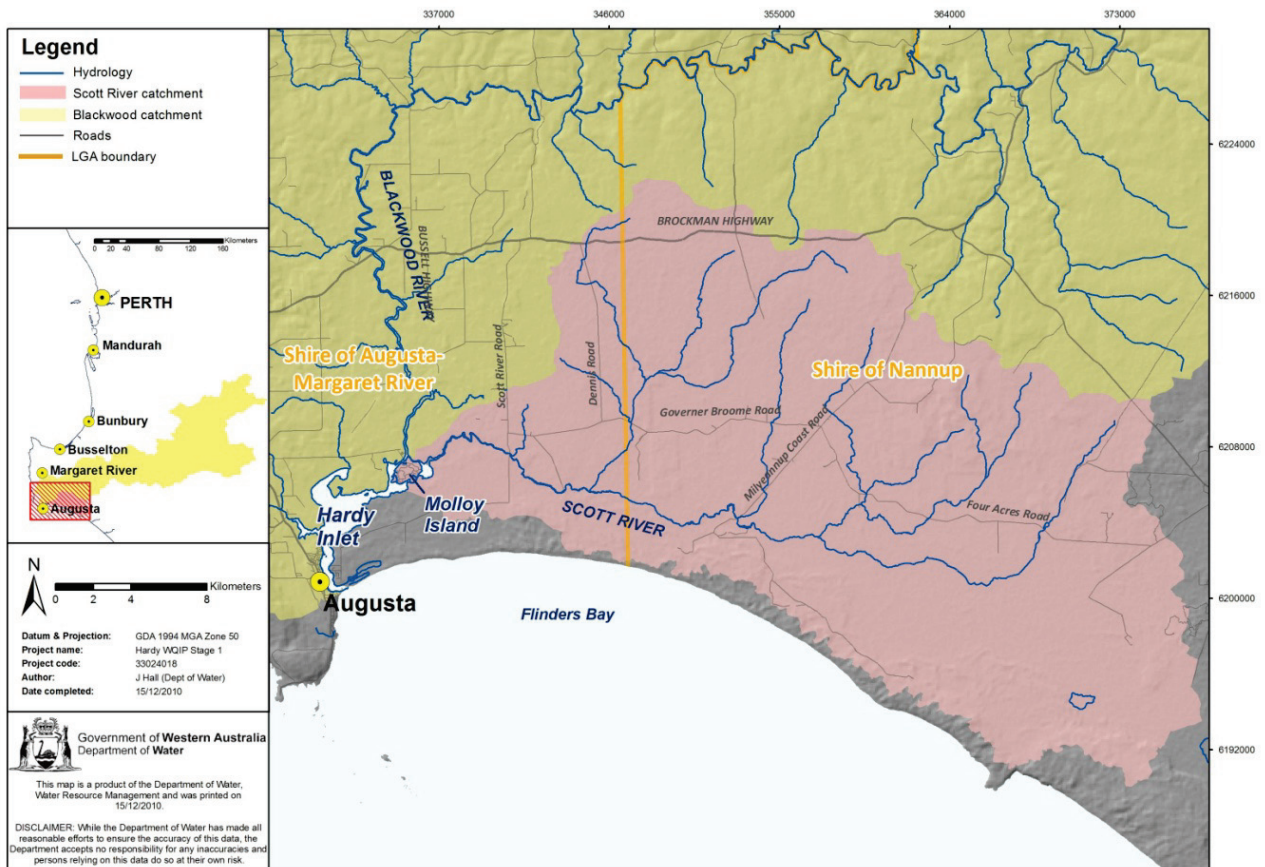 Legend
Hydrology
Scott River catchment
Blackwood catchment
Roads
LGA boundary
Kilometers
0 20 40 80 120 160
PERTH
Mandurah
Bunbury
Busselton
Margaret River
Augusta
N
Kilometers
0 2 4 8
Datum & Projection: GDA 1994 MGA Zone 50
Project name: Hardy WQIP Stage 1
Project code: 33024018
Author: J Hall (Dept of Water)
Date completed: 15/12/2010
Government of Western Australia
Department of Water
This map is a product of the Department of Water,
Water Resource Management and was printed on
15/12/2010.
DISCLAIMER: While the Department of Water has made all
reasonable efforts to ensure the accuracy of this data, the
Department accepts no responsibility for any inaccuracies and
persons relying on this data do so at their own risk.
337000 346000 355000 364000 373000
6224000
6216000
6208000
6200000
6192000
BLACKWOOD RIVER
BUSSELL HIGHWAY
BROCKMAN HIGHWAY
Shire of Augusta-
Margaret River
Scott River Road
Dennis Road
Shire of Nannup
Governer Broome Road
Milyeannup Coast Road
Four Acres Road
SCOTT RIVER
Molloy
Island
Hardy
Inlet
Augusta
Flinders Bay